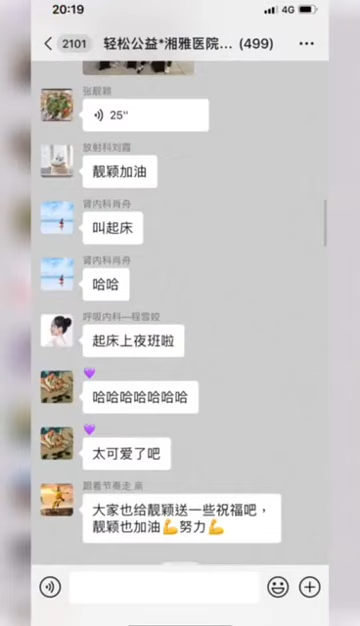 20:19
4G
2101
轻松公益*湘雅医院... (499)
张靓颖
25"
放射科刘霞
靓颖加油
肾内科肖舟
叫起床
肾内科肖舟
哈哈
呼吸内科—程雪皎
起床上夜班啦
哈哈哈哈哈哈哈
太可爱了吧
跟着节奏走
大家也给靓颖送一些祝福吧，
靓颖也加油💪努力💪